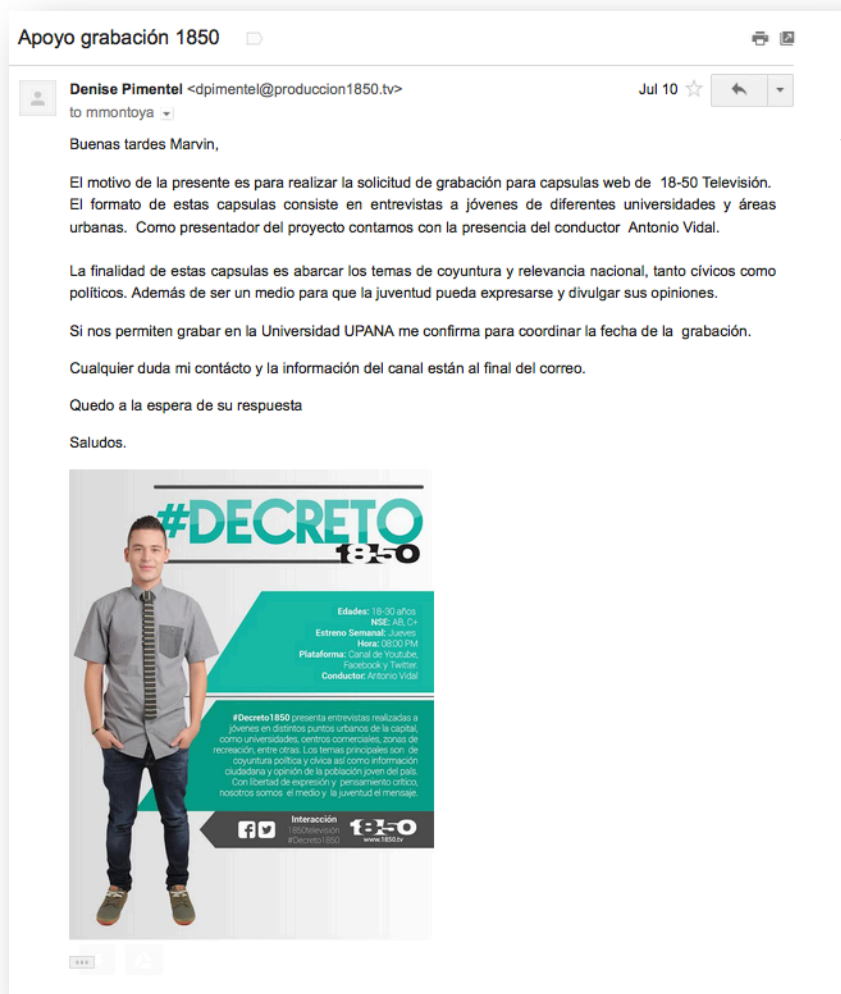 Apoyo grabación 1850
Denise Pimentel <dpimentel@produccion1850.tv>
Jul 10
to mmontoya
Buenas tardes Marvin,
El motivo de la presente es para realizar la solicitud de grabación para capsulas web de 18-50 Televisión.
El formato de estas capsulas consiste en entrevistas a jóvenes de diferentes universidades y áreas
urbanas. Como presentador del proyecto contamos con la presencia del conductor Antonio Vidal.
La finalidad de estas capsulas es abarcar los temas de coyuntura y relevancia nacional, tanto cívicos como
políticos. Además de ser un medio para que la juventud pueda expresarse y divulgar sus opiniones.
Si nos permiten grabar en la Universidad UPANA me confirma para coordinar la fecha de la grabación.
Cualquier duda mi contácto y la información del canal están al final del correo.
Quedo a la espera de su respuesta
Saludos.
#DECRETO
18-50
Edades: 18-30 años
NSE: AB, C+
Estreno Semanal: Jueves
Hora: 08:00 PM
Plataforma: Canal de Youtube,
Facebook y Twitter.
Conductor: Antonio Vidal
#Decreto1850 presenta entrevistas realizadas a
jóvenes en distintos puntos urbanos de la capital,
como universidades, centros comerciales, zonas de
recreación, entre otras. Los temas principales son de
coyuntura política y cívica así como información
ciudadana y opinión de la población joven del país.
Con libertad de expresión y pensamiento crítico,
nosotros somos el medio y la juventud el mensaje.
Interacción
1850televisión
#Decreto1850
18-50
www.1850.tv